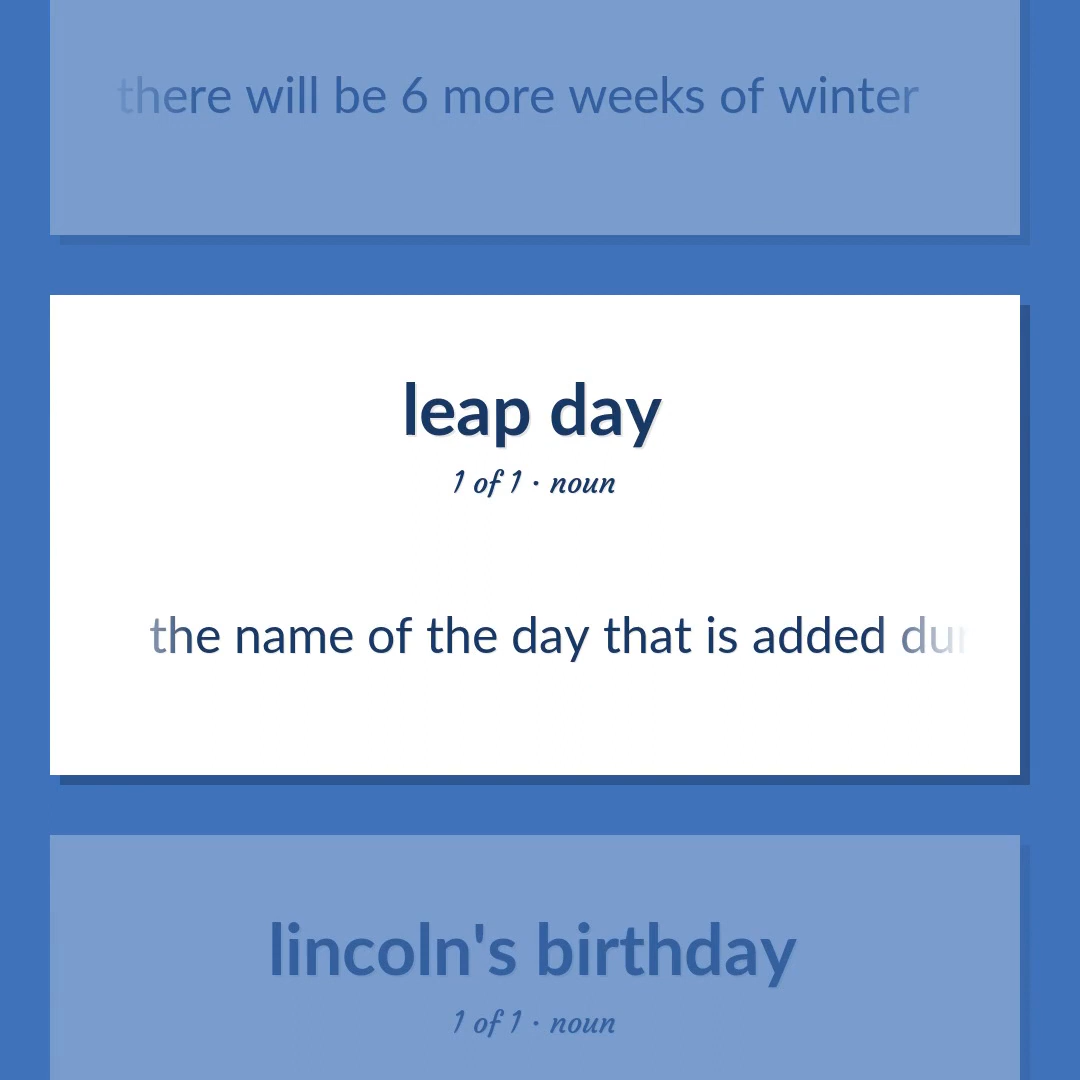 there will be 6 more weeks of winter
leap day
1 of 1 · noun
the name of the day that is added
lincoln's birthday
1 of 1 · noun